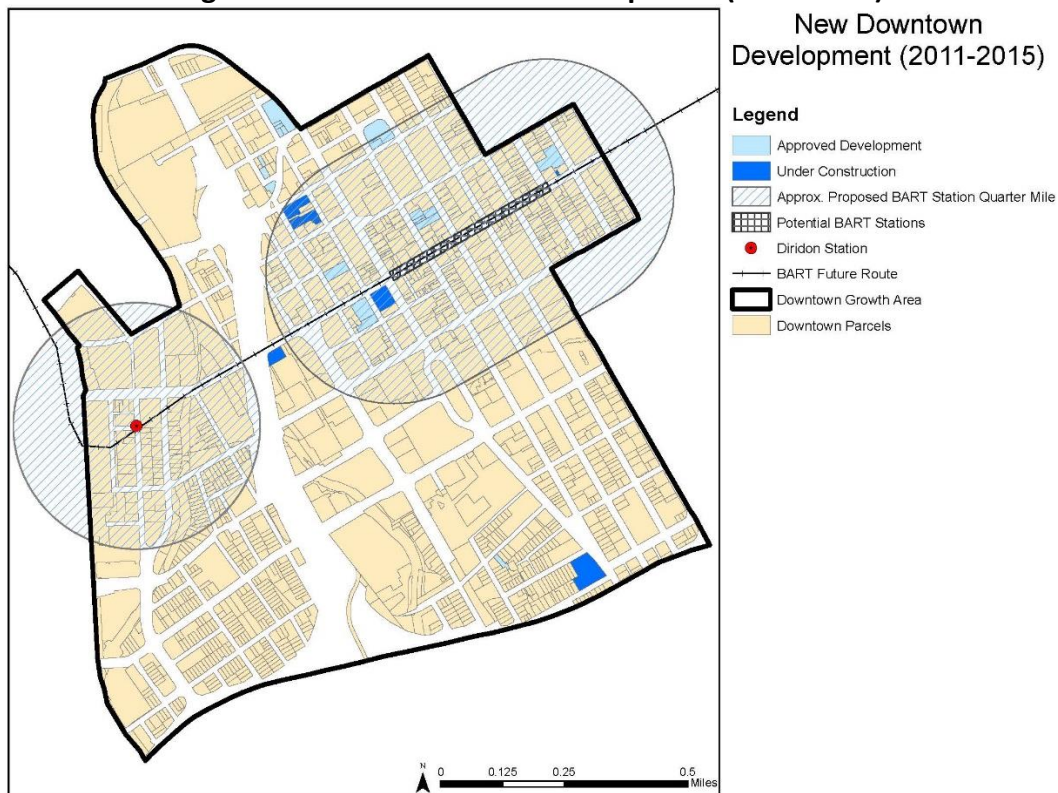 New Downtown
Development (2011-2015)
Legend
Approved Development
Under Construction
Approx. Proposed BART Station Quarter Mile
Potential BART Stations
Diridon Station
BART Future Route
Downtown Growth Area
Downtown Parcels
N
0 0.125 0.25 0.5
Miles